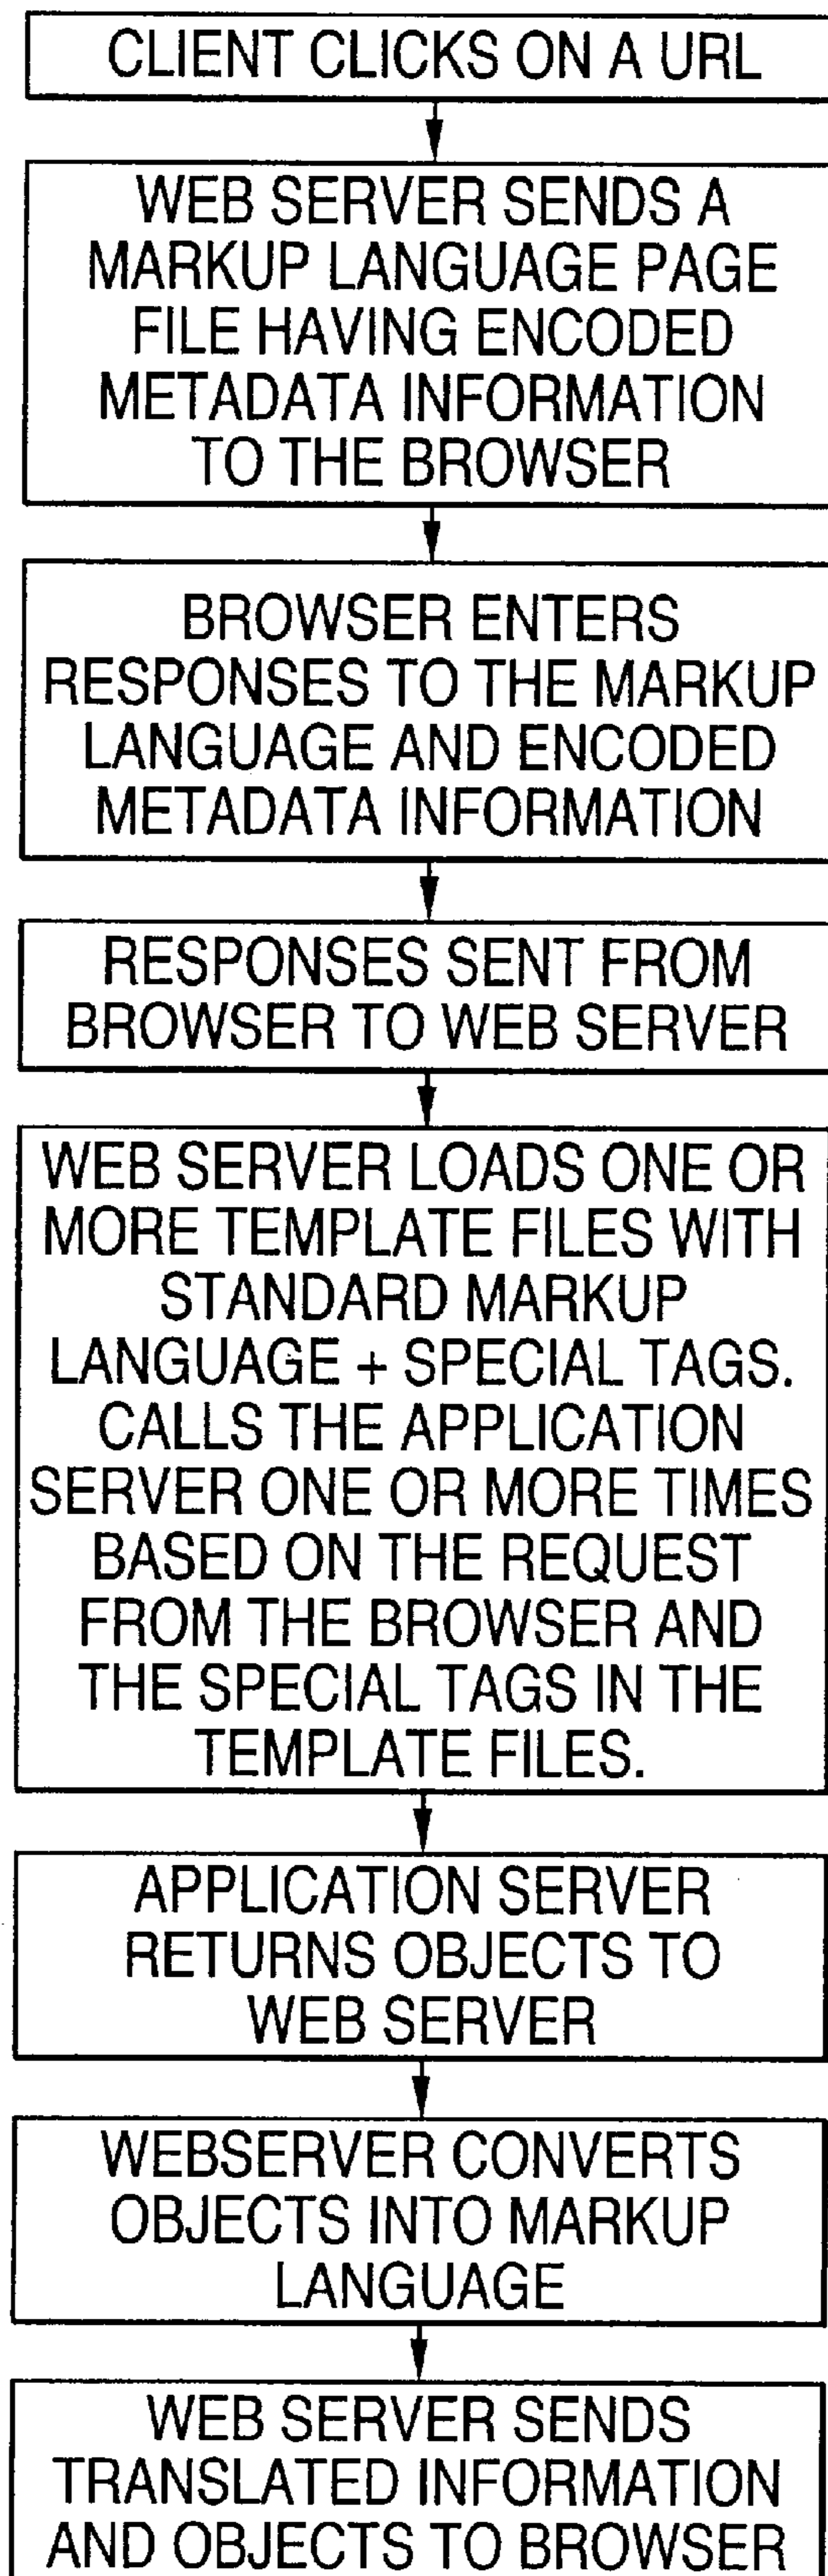 CLIENT CLICKS ON A URL
WEB SERVER SENDS A
MARKUP LANGUAGE PAGE
FILE HAVING ENCODED
METADATA INFORMATION
TO THE BROWSER
BROWSER ENTERS
RESPONSES TO THE MARKUP
LANGUAGE AND ENCODED
METADATA INFORMATION
RESPONSES SENT FROM
BROWSER TO WEB SERVER
WEB SERVER LOADS ONE OR
MORE TEMPLATE FILES WITH
STANDARD MARKUP
LANGUAGE + SPECIAL TAGS.
CALLS THE APPLICATION
SERVER ONE OR MORE TIMES
BASED ON THE REQUEST
FROM THE BROWSER AND
THE SPECIAL TAGS IN THE
TEMPLATE FILES.
APPLICATION SERVER
RETURNS OBJECTS TO
WEB SERVER
WEBSERVER CONVERTS
OBJECTS INTO MARKUP
LANGUAGE
WEB SERVER SENDS
TRANSLATED INFORMATION
AND OBJECTS TO BROWSER